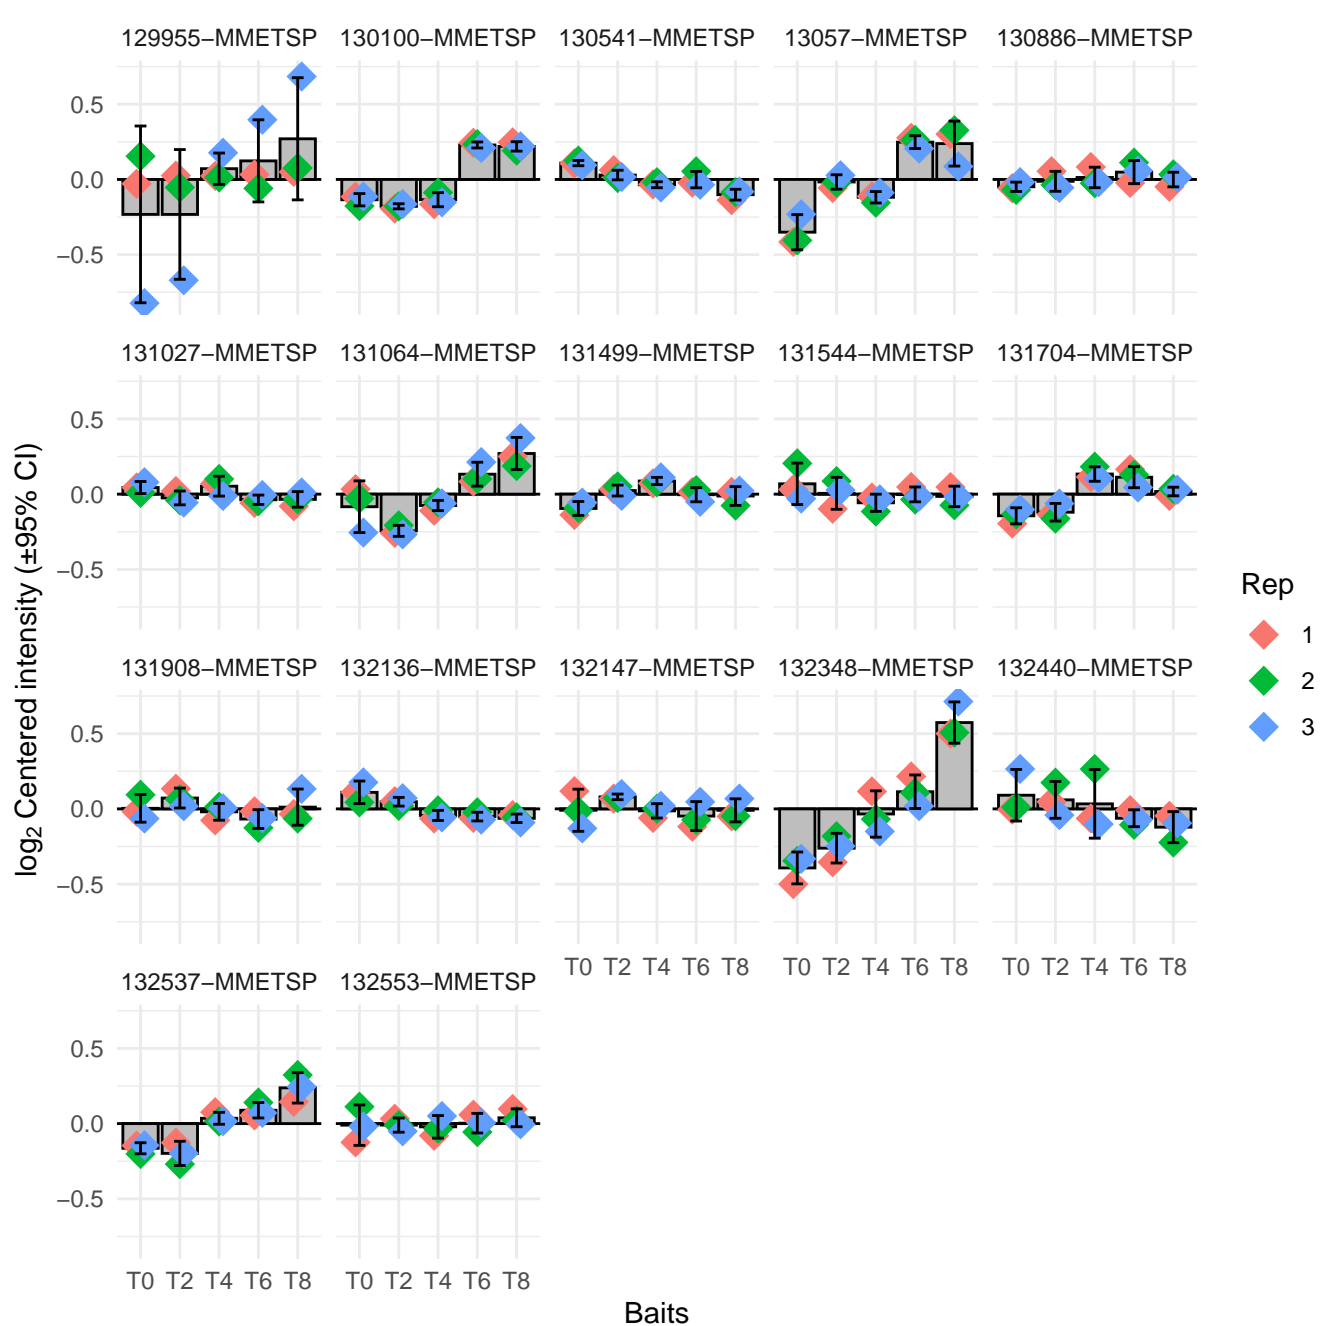 129955−MMETSP 130100−MMETSP 130541−MMETSP 13057−MMETSP 130886−MMETSP
0.5
0.0
−0.5
131027−MMETSP 131064−MMETSP 131499−MMETSP 131544−MMETSP 131704−MMETSP
0.5
0.0
−0.5
131908−MMETSP 132136−MMETSP 132147−MMETSP 132348−MMETSP 132440−MMETSP
0.5
0.0
−0.5
T0 T2 T4 T6 T8 T0 T2 T4 T6 T8 T0 T2 T4 T6 T8
132537−MMETSP 132553−MMETSP
0.5
0.0
−0.5
T0 T2 T4 T6 T8 T0 T2 T4 T6 T8
Baits
log2 Centered intensity (±95% CI)
Rep
1
2
3